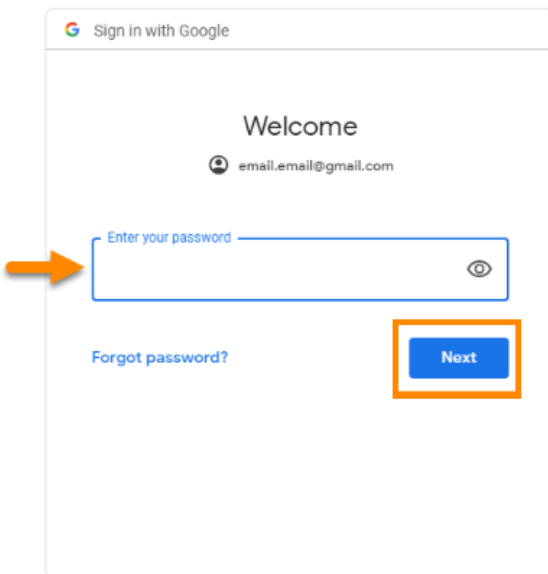 Sign in with Google
Welcome
email.email@gmail.com
Enter your password
Forgot password?
Next